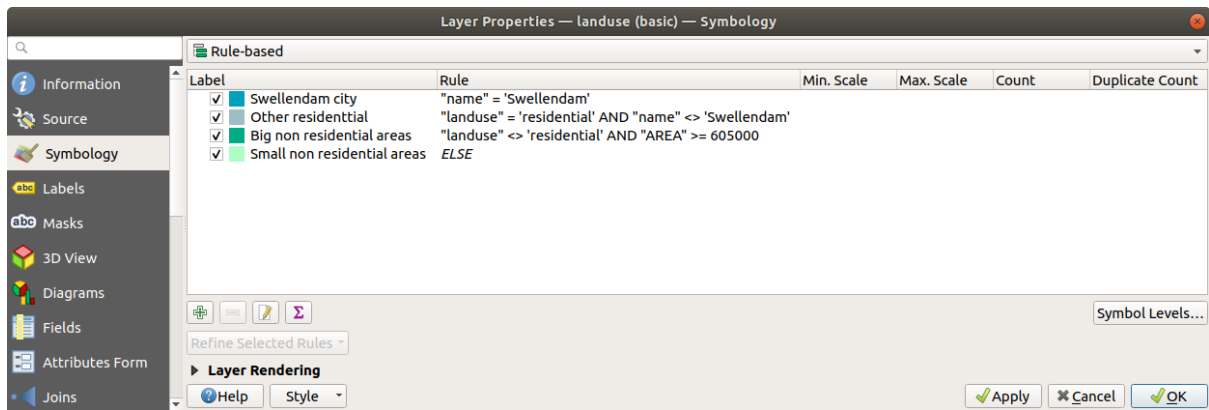 Layer Properties — landuse (basic) — Symbology
Rule-based
Information
Source
Symbology
Labels
Masks
3D View
Diagrams
Fields
Attributes Form
Joins
Label Rule Min. Scale Max. Scale Count Duplicate Count
Swellendam city "name" = 'Swellendam'
Other residenttial "landuse" = 'residential' AND "name" <> 'Swellendam'
Big non residential areas "landuse" <> 'residential' AND "AREA" >= 605000
Small non residential areas ELSE
Symbol Levels...
Refine Selected Rules
Layer Rendering
Help Style Apply Cancel OK